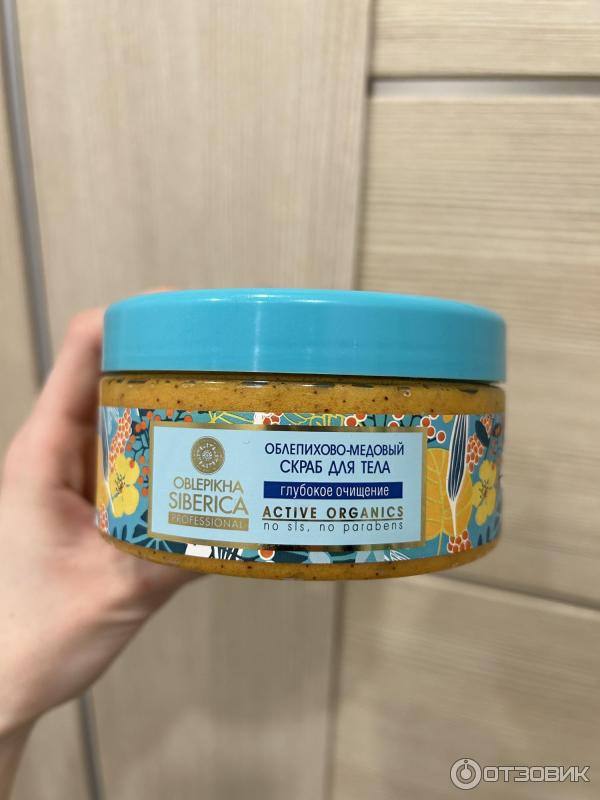 OBLEPIKHA
SIBERICA
PROFESSIONAL
ОБЛЕПИХОВО-МЕДОВЫЙ
СКРАБ ДЛЯ ТЕЛА
глубокое очищение
ACTIVE ORGANICS
no sls, no parabens
ОТЗОВИК